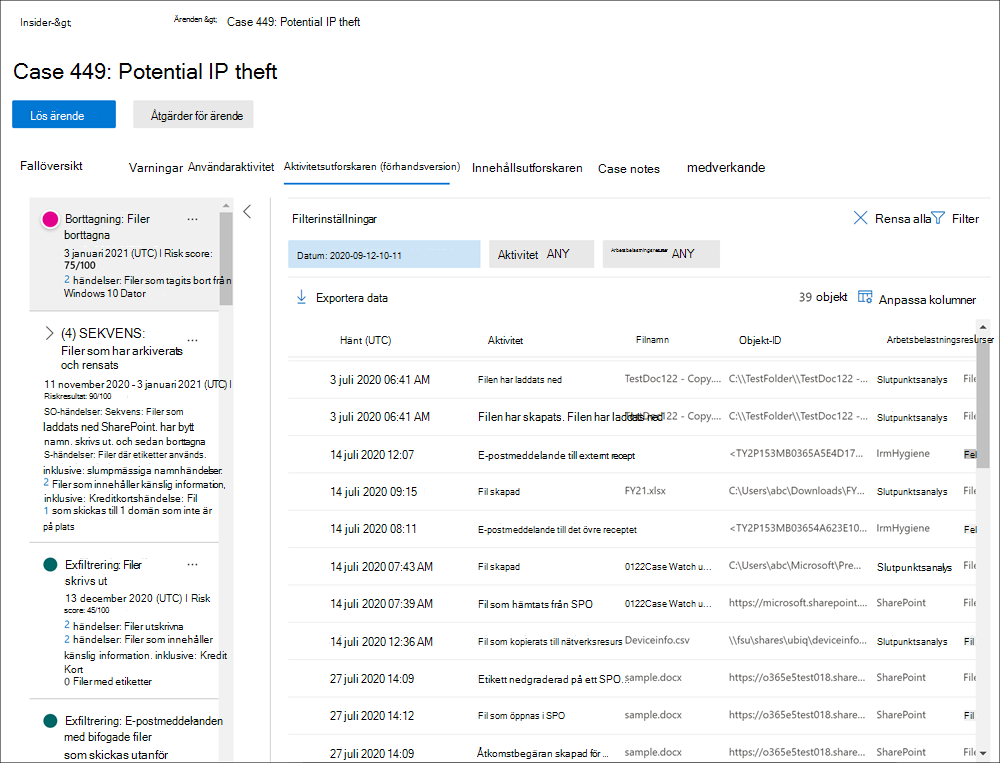 Insider-&gt;
Ärenden &gt;
Case 449: Potential IP theft
Case 449: Potential IP theft
Lös ärende
Åtgärder för ärende
Fallöversikt
Varningar
Användaraktivitet
Aktivitetsutforskaren (förhandsversion)
Innehållsutforskaren
Case notes
medverkande
Borttagning: Filer
borttagna
3 januari 2021 (UTC) I Risk score:
75/100
2 händelser: Filer som tagits bort från
Windows 10 Dator
(4) SEKVENS:
Filer som har arkiverats
och rensats
11 november 2020 - 3 januari 2021 (UTC) I
Riskresultat: 90/100
SO-händelser: Sekvens: Filer som
laddats ned SharePoint. har bytt
namn. skrivs ut. och sedan borttagna
S-händelser: Filer där etiketter används.
inklusive: slumpmässiga namnhändelser:
2 Filer som innehåller känslig information,
inklusive: Kreditkortshändelse: Fil
1 som skickas till 1 domän som inte är
på plats
Exfiltrering: Filer
skrivs ut
13 december 2020 (UTC) I Risk
score: 45/100
2 händelser: Filer utskrivna
2 händelser: Filer som innehåller
känslig information. inklusive: Kredit
Kort
0 Filer med etiketter
Exfiltrering: E-postmeddelanden
med bifogade filer
som skickas utanför
Filterinställningar
Rensa alla
Filter
Datum: 2020-09-12-10-11
Aktivitet ANY
Arbetsbelastningsresurser ANY
Exportera data
39 objekt
Anpassa kolumner
Hänt (UTC) Aktivitet Filnamn Objekt-ID Arbetsbelastningsresurser
3 juli 2020 06:41 AM Filen har laddats ned TestDoc122 - Copy.... C:\\TestFolder\\TestDoc122 -... Slutpunktsanalys File
3 juli 2020 06:41 AM Filen har skapats. Filen har laddats ned TestDoc122 - Copy.... C:\\TestFolder\\TestDoc122 -... Slutpunktsanalys File
14 juli 2020 12:07 E-postmeddelande till externt recept <TY2P153MB0365A5E4D17... IrmHygiene Fel
14 juli 2020 09:15 Fil skapad FY21.xlsx C:\Users\abc\Downloads\FY... Slutpunktsanalys File
14 juli 2020 08:11 E-postmeddelande till det övre receptet <TY2P153MB03654A623E10... IrmHygiene Fel
14 juli 2020 07:43 AM Fil skapad 0122Case Watch u... C:\Users\abc\Microsoft\Pre... Slutpunktsanalys File
14 juli 2020 07:39 AM Fil som hämtats från SPO 0122Case Watch u... https://microsoft.sharepoint.... SharePoint File
14 juli 2020 12:36 AM Fil som kopierats till nätverksresurs Deviceinfo.csv \\fsu\shares\ubiq\deviceinfo... Slutpunktsanalys Fil
27 juli 2020 14:09 Etikett nedgraderad på ett SPO... sample.docx https://o365e5test018.share... SharePoint File
27 juli 2020 14:12 Fil som öppnas i SPO sample.docx https://o365e5test018.share... SharePoint Fil
27 juli 2020 14:09 Åtkomstbegäran skapad för... sample.docx https://o365e5test018.share... SharePoint File